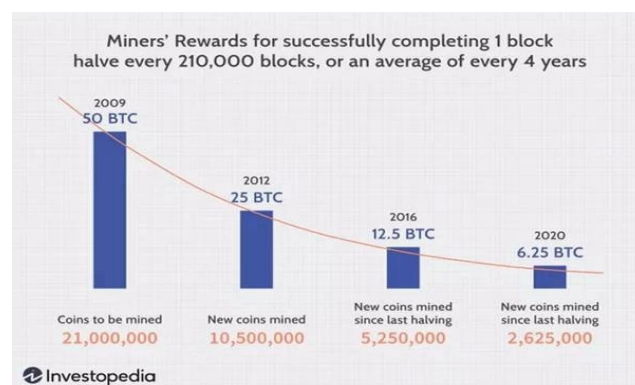 Miners' Rewards for successfully completing 1 block
halve every 210,000 blocks, or an average of every 4 years
2009
50 BTC
2012
25 BTC
2016
12.5 BTC
2020
6.25 BTC
Coins to be mined
21,000,000
New coins mined
10,500,000
New coins mined
since last halving
5,250,000
New coins mined
since last halving
2,625,000
Investopedia